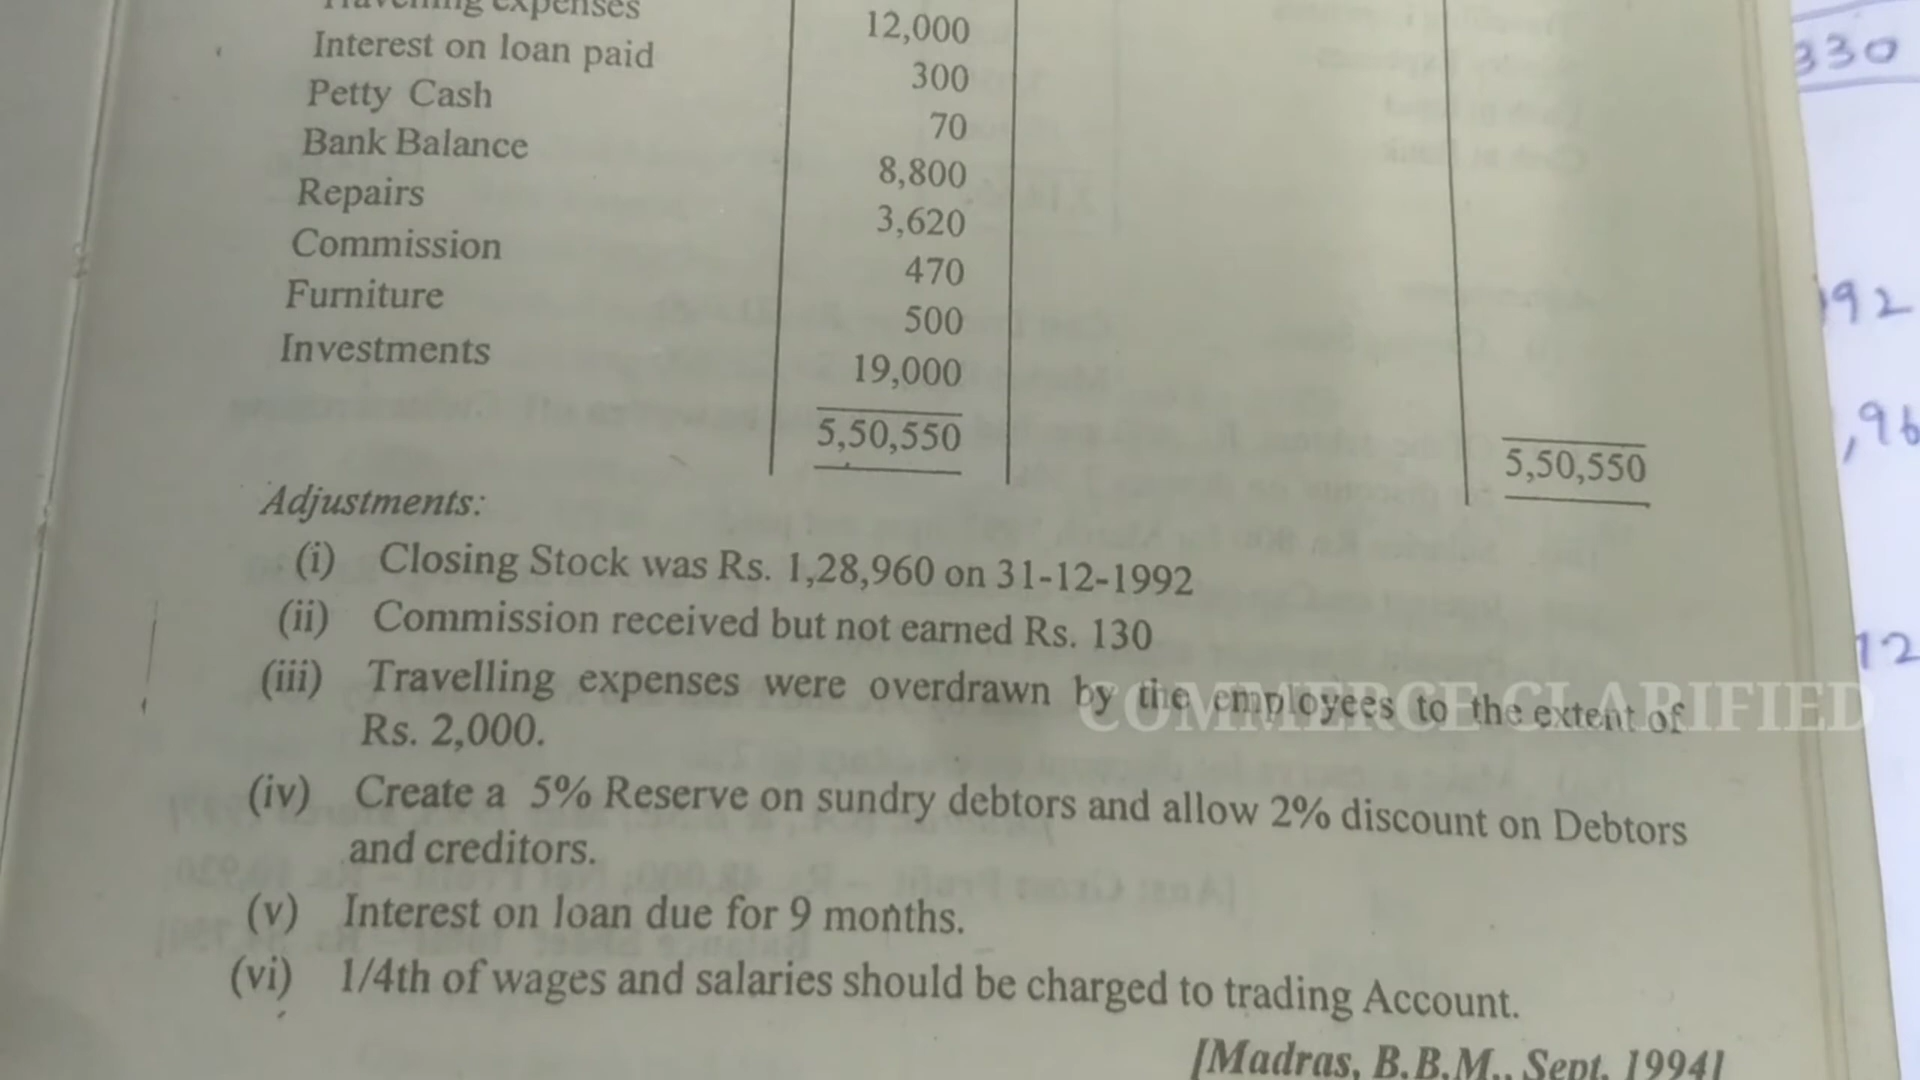 Travelling expenses 12,000
Interest on loan paid 300
Petty Cash 70
Bank Balance 8,800
Repairs 3,620
Commission 470
Furniture 500
Investments 19,000
5,50,550 5,50,550
Adjustments:
(i) Closing Stock was Rs. 1,28,960 on 31-12-1992
(ii) Commission received but not earned Rs. 130
(iii) Travelling expenses were overdrawn by the employees to the extent of
Rs. 2,000.
(iv) Create a 5% Reserve on sundry debtors and allow 2% discount on Debtors
and creditors.
(v) Interest on loan due for 9 months.
(vi) 1/4th of wages and salaries should be charged to trading Account.
[Madras, B.B.M., Sept. 1994]
COMMERCE CLARIFIED
330
92
,96
12